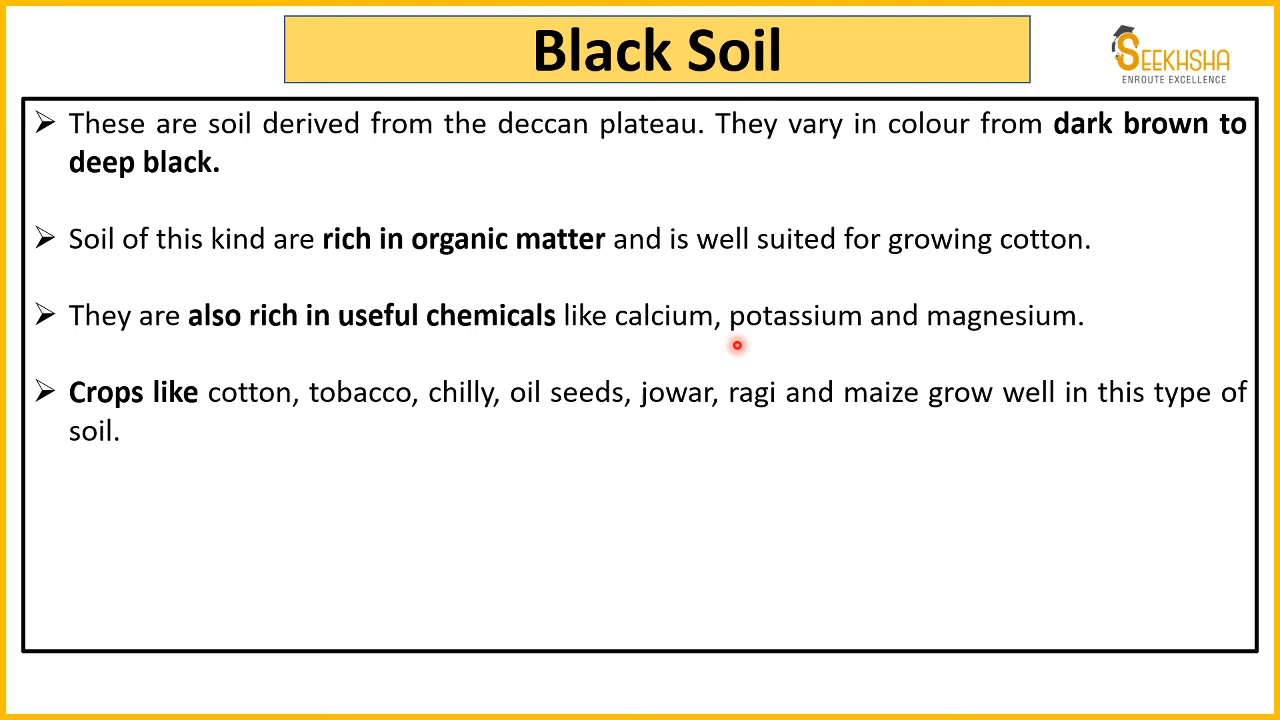 Black Soil
SEEKHSHA
ENROUTE EXCELLENCE
➢ These are soil derived from the deccan plateau. They vary in colour from dark brown to
deep black.
➢ Soil of this kind are rich in organic matter and is well suited for growing cotton.
➢ They are also rich in useful chemicals like calcium, potassium and magnesium.
➢ Crops like cotton, tobacco, chilly, oil seeds, jowar, ragi and maize grow well in this type of
soil.